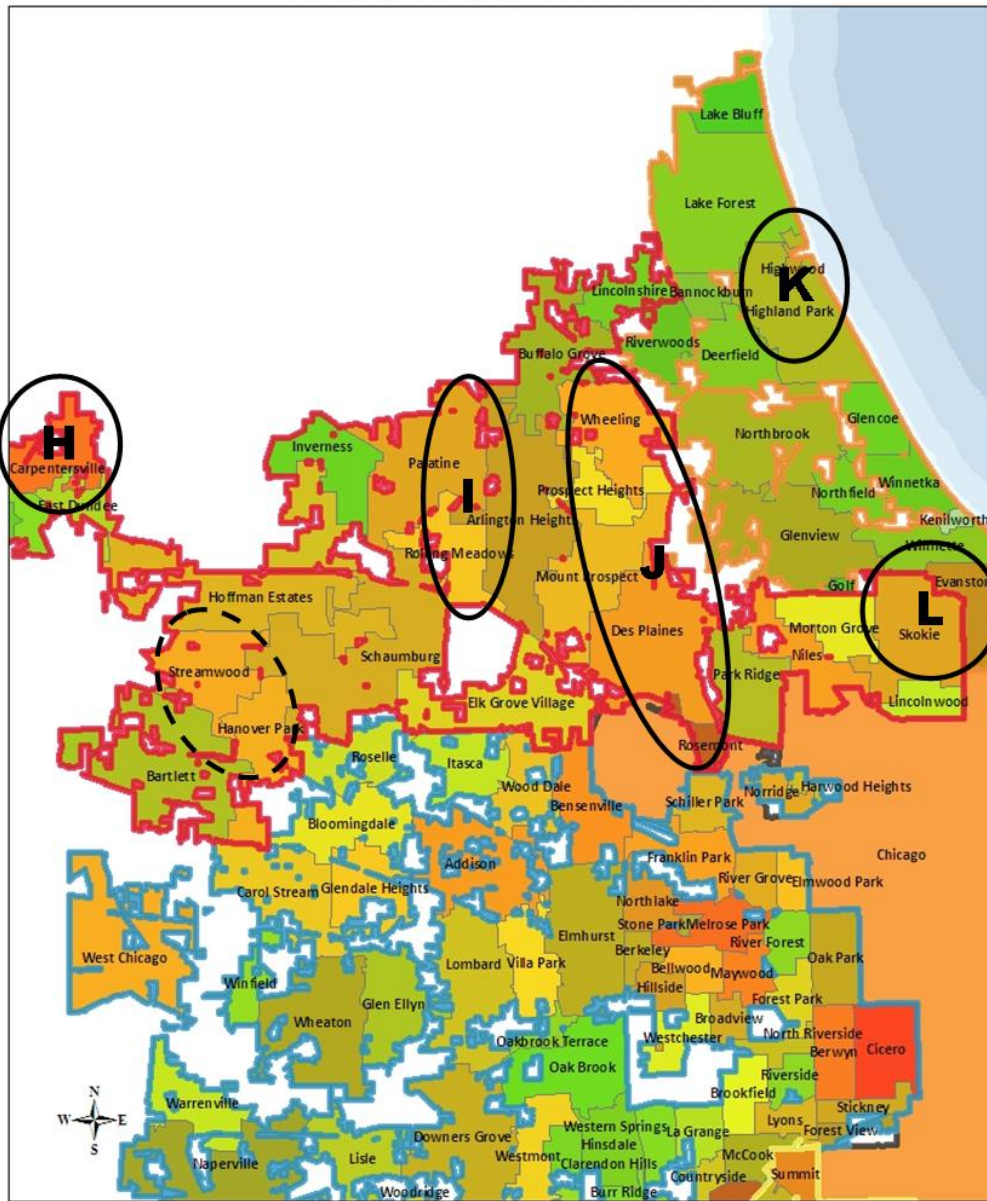 Lake Bluff
Lake Forest
Highwood
K
Highland Park
Lincolnshire
Bannockburn
Riverwoods
Deerfield
Buffalo Grove
Wheeling
Northbrook
Glencoe
H
Carpentersville
East Dundee
Inverness
Palatine
I
Prospect Heights
Northfield
Winnetka
Arlington Heights
Kenilworth
Glenview
Wilmette
Rolling Meadows
J
Mount Prospect
Golf
Evanston
Hoffman Estates
L
Des Plaines
Morton Grove
Skokie
Schaumburg
Niles
Streamwood
Park Ridge
Elk Grove Village
Lincolnwood
Hanover Park
Rosemont
Bartlett
Roselle
Itasca
Wood Dale
Norridge
Harwood Heights
Bensenville
Schiller Park
Bloomingdale
Chicago
Addison
Franklin Park
River Grove
Elmwood Park
Carol Stream
Glendale Heights
Northlake
Stone Park
Melrose Park
Elmhurst
River Forest
Berkeley
Oak Park
West Chicago
Lombard
Villa Park
Bellwood
Maywood
Hillside
Winfield
Glen Ellyn
Forest Park
Wheaton
Broadview
Oakbrook Terrace
Westchester
North Riverside
Berwyn
Cicero
Oak Brook
Riverside
Brookfield
Warrenville
Stickney
N
W
E
S
Lyons
Western Springs
La Grange
Forest View
Downers Grove
Hinsdale
Naperville
Lisle
Westmont
Clarendon Hills
McCook
Countryside
Summit
Woodridge
Burr Ridge